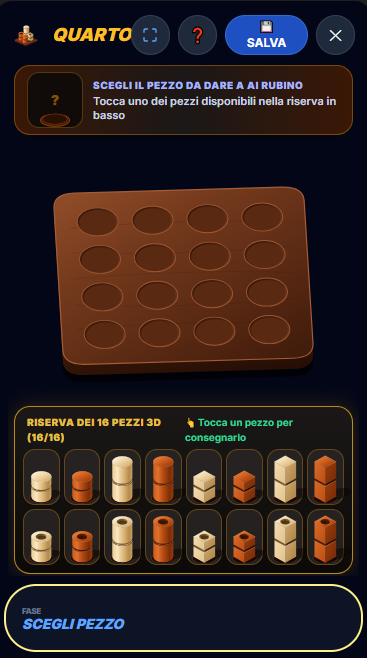 QUARTO
?
SALVA
?
SCEGLI IL PEZZO DA DARE A AI RUBINO
Tocca uno dei pezzi disponibili nella riserva in
basso
RISERVA DEI 16 PEZZI 3D
(16/16)
👆 Tocca un pezzo per
consegnarlo
FASE
SCEGLI PEZZO